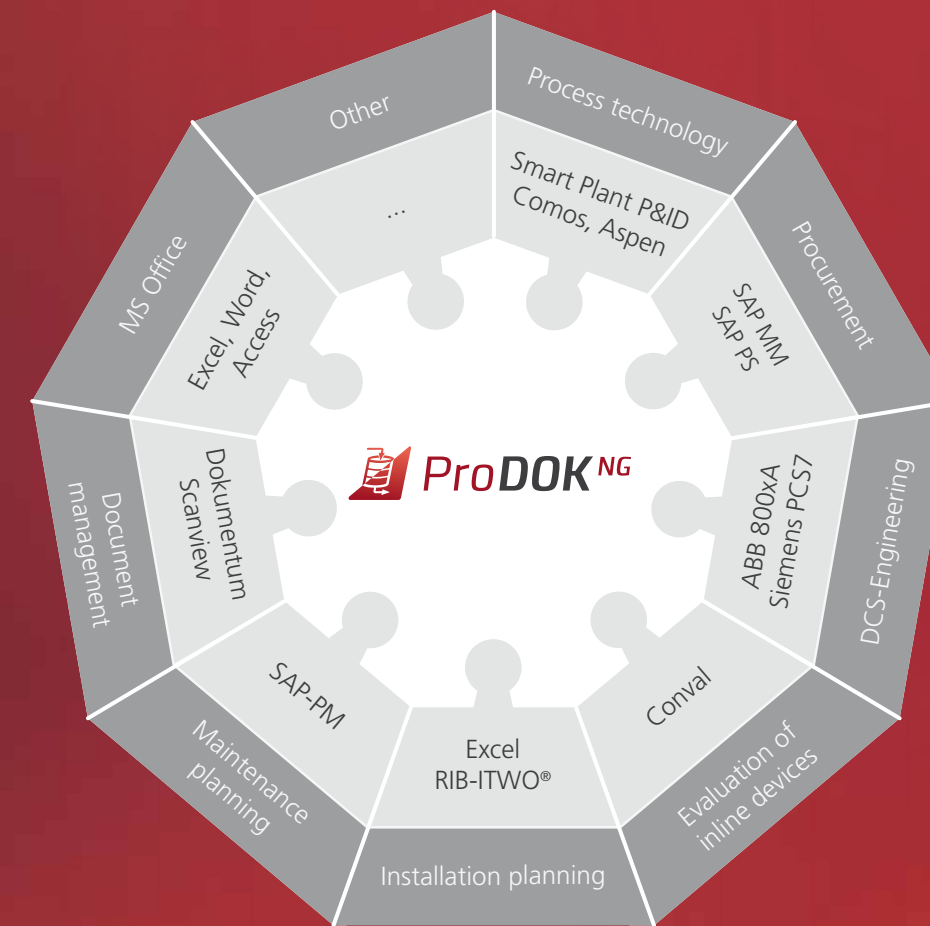 Other
...
Process technology
Smart Plant P&ID
Comos, Aspen
Procurement
SAP MM
SAP PS
DCS-Engineering
ABB 800xA
Siemens PCS7
Evaluation of
inline devices
Conval
Installation planning
Excel
RIB-ITWO®
Maintenance
planning
SAP-PM
Document
management
Dokumentum
Scanview
MS Office
Excel, Word,
Access
ProDOK NG